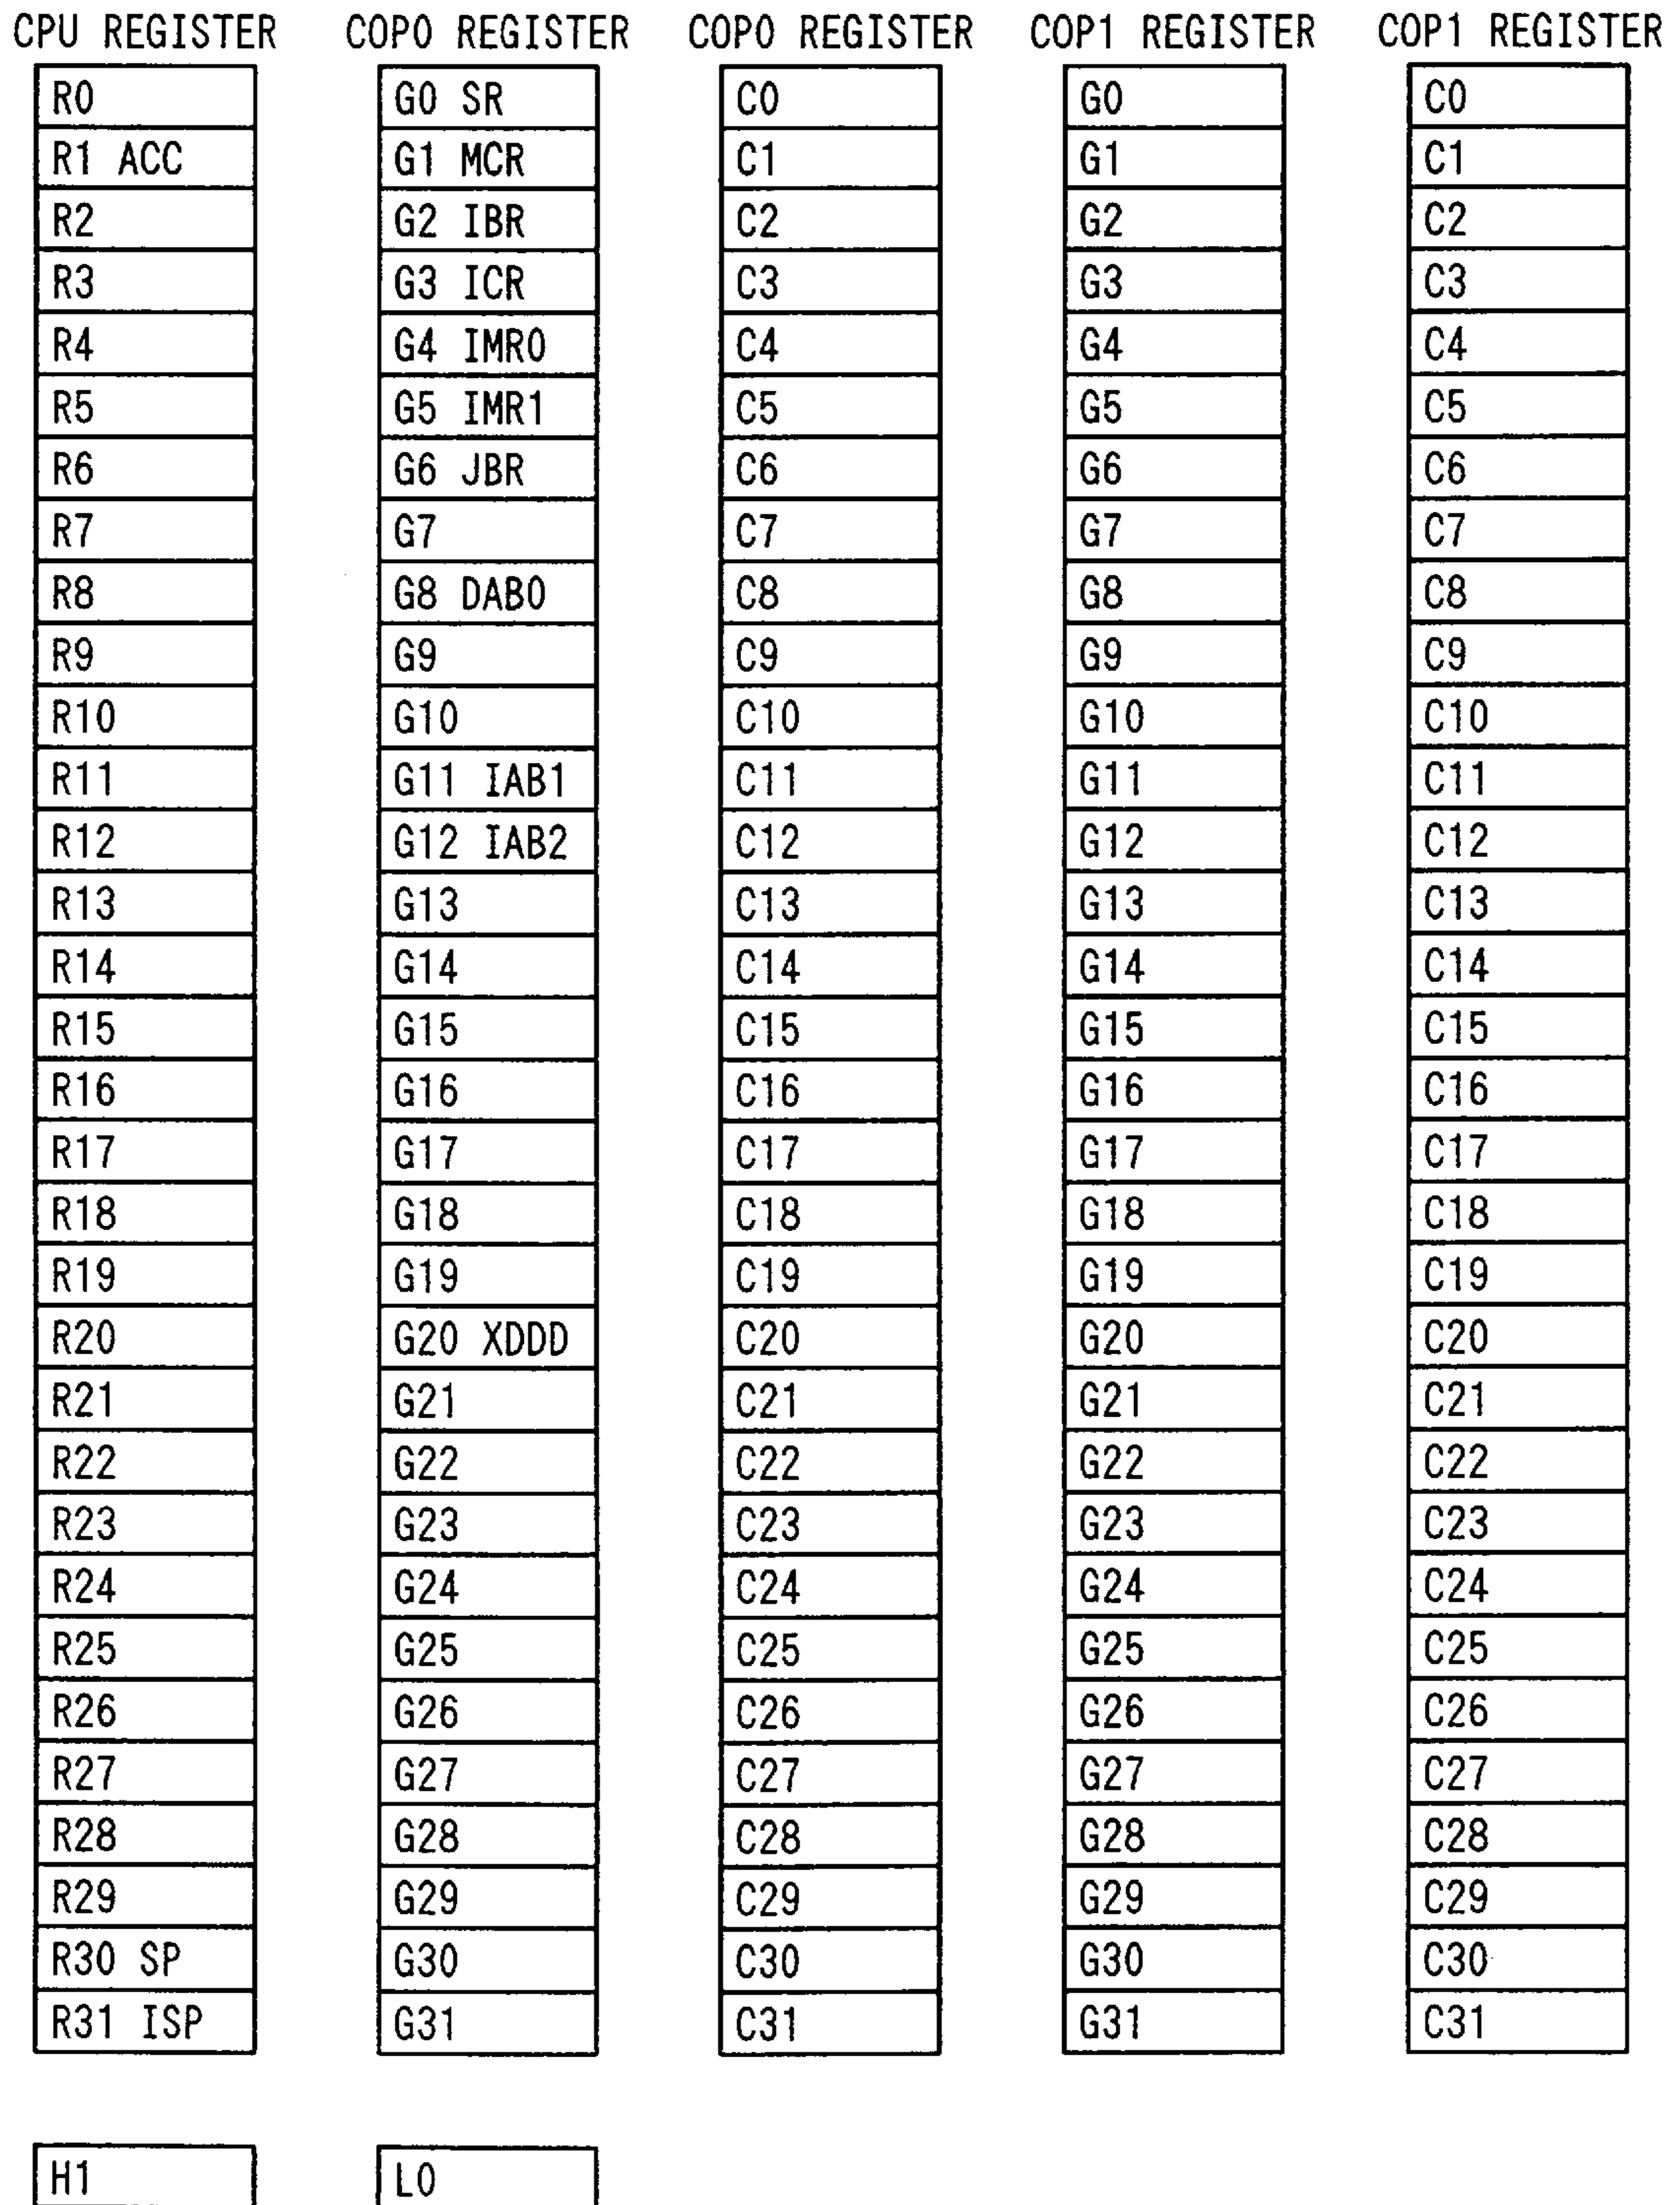 CPU REGISTER COP0 REGISTER COP0 REGISTER COP1 REGISTER COP1 REGISTER
R0 G0 SR C0 G0 C0
R1 ACC G1 MCR C1 G1 C1
R2 G2 IBR C2 G2 C2
R3 G3 ICR C3 G3 C3
R4 G4 IMR0 C4 G4 C4
R5 G5 IMR1 C5 G5 C5
R6 G6 JBR C6 G6 C6
R7 G7 C7 G7 C7
R8 G8 DAB0 C8 G8 C8
R9 G9 C9 G9 C9
R10 G10 C10 G10 C10
R11 G11 IAB1 C11 G11 C11
R12 G12 IAB2 C12 G12 C12
R13 G13 C13 G13 C13
R14 G14 C14 G14 C14
R15 G15 C15 G15 C15
R16 G16 C16 G16 C16
R17 G17 C17 G17 C17
R18 G18 C18 G18 C18
R19 G19 C19 G19 C19
R20 G20 XDDD C20 G20 C20
R21 G21 C21 G21 C21
R22 G22 C22 G22 C22
R23 G23 C23 G23 C23
R24 G24 C24 G24 C24
R25 G25 C25 G25 C25
R26 G26 C26 G26 C26
R27 G27 C27 G27 C27
R28 G28 C28 G28 C28
R29 G29 C29 G29 C29
R30 SP G30 C30 G30 C30
R31 ISP G31 C31 G31 C31
H1 L0